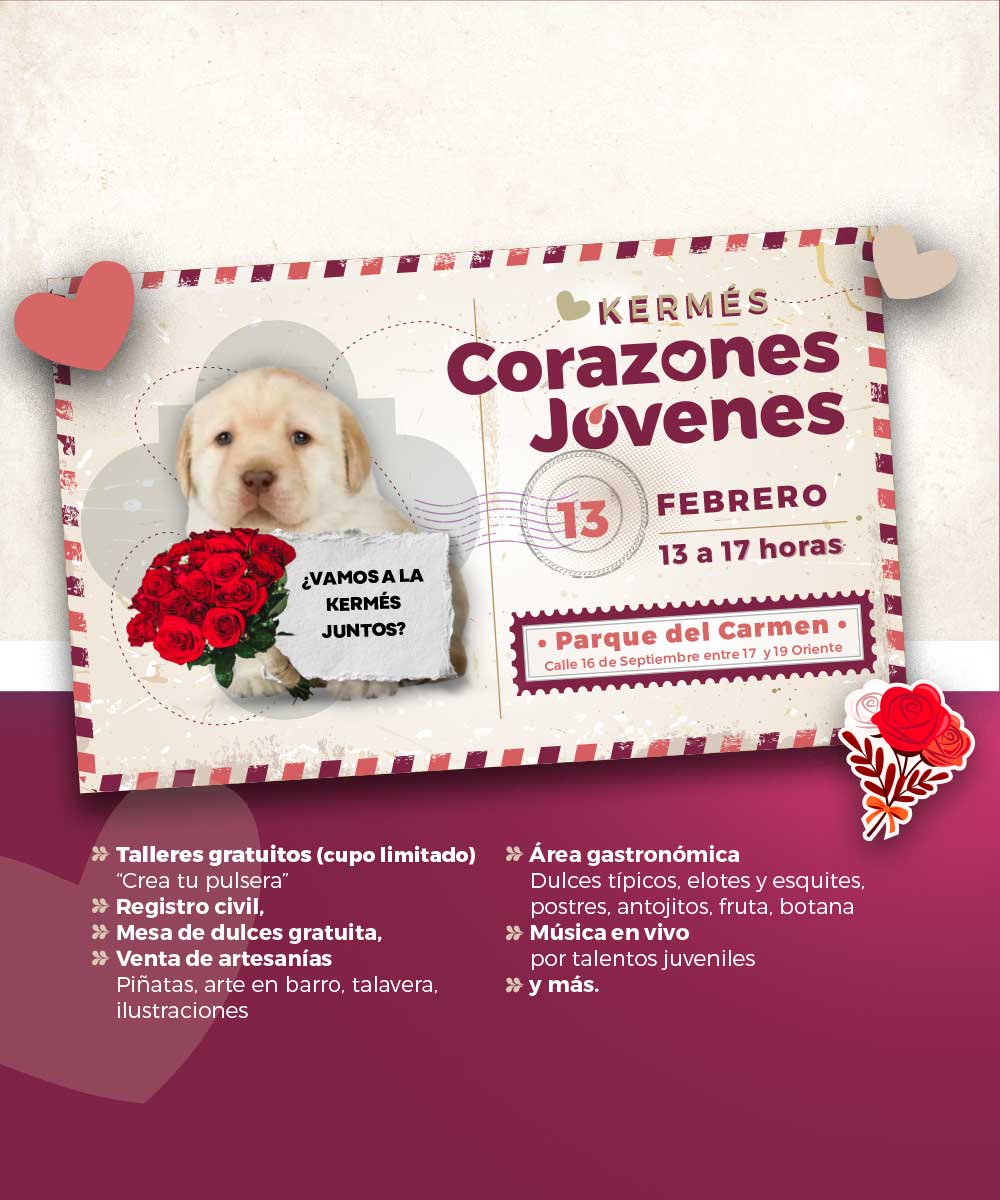 KERMÉS
Corazones
Jóvenes
13
FEBRERO
13 a 17 horas
• Parque del Carmen •
Calle 16 de Septiembre entre 17 y 19 Oriente
¿VAMOS A LA
KERMÉS
JUNTOS?
Talleres gratuitos (cupo limitado)
“Crea tu pulsera”
Registro civil,
Mesa de dulces gratuita,
Venta de artesanías
Piñatas, arte en barro, talavera,
ilustraciones
Área gastronómica
Dulces típicos, elotes y esquites,
postres, antojitos, fruta, botana
Música en vivo
por talentos juveniles
y más.